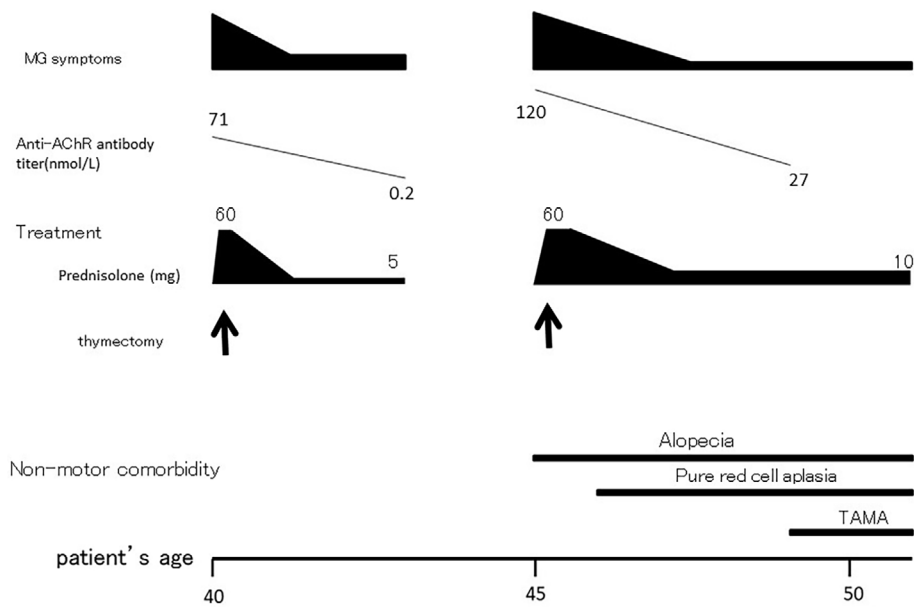 MG symptoms
71
120
Anti-AChR antibody
titer(nmol/L)
0.2
27
60
60
Treatment
5
10
Prednisolone (mg)
thymectomy
Alopecia
Non-motor comorbidity
Pure red cell aplasia
TAMA
patient's age
40
45
50